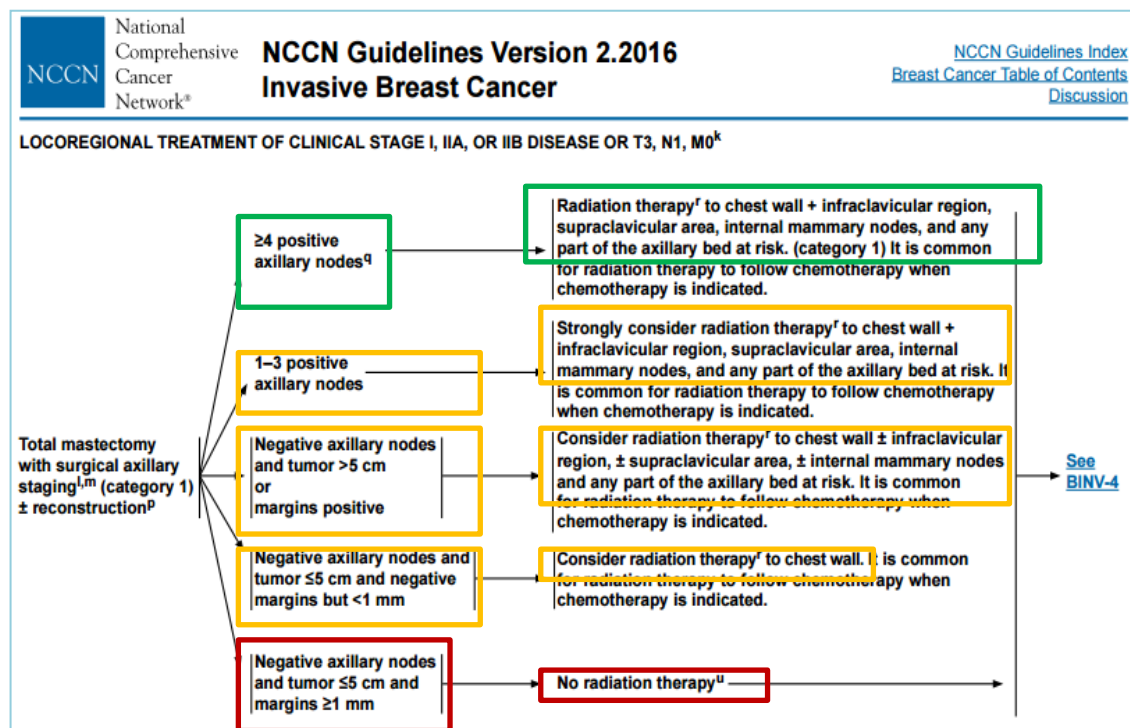 NCCN
National
Comprehensive
Cancer
Network®
NCCN Guidelines Version 2.2016
Invasive Breast Cancer
NCCN Guidelines Index
Breast Cancer Table of Contents
Discussion
LOCOREGIONAL TREATMENT OF CLINICAL STAGE I, IIA, OR IIB DISEASE OR T3, N1, M0k
Total mastectomy
with surgical axillary
stagingl,m (category 1)
± reconstructionp
≥4 positive
axillary nodesq
Radiation therapyr to chest wall + infraclavicular region,
supraclavicular area, internal mammary nodes, and any
part of the axillary bed at risk. (category 1) It is common
for radiation therapy to follow chemotherapy when
chemotherapy is indicated.
1–3 positive
axillary nodes
Strongly consider radiation therapyr to chest wall +
infraclavicular region, supraclavicular area, internal
mammary nodes, and any part of the axillary bed at risk. It
is common for radiation therapy to follow chemotherapy
when chemotherapy is indicated.
Negative axillary nodes
and tumor >5 cm
or
margins positive
Consider radiation therapyr to chest wall ± infraclavicular
region, ± supraclavicular area, ± internal mammary nodes
and any part of the axillary bed at risk. It is common
for radiation therapy to follow chemotherapy when
chemotherapy is indicated.
Negative axillary nodes and
tumor ≤5 cm and negative
margins but <1 mm
Consider radiation therapyr to chest wall. It is common
for radiation therapy to follow chemotherapy when
chemotherapy is indicated.
Negative axillary nodes
and tumor ≤5 cm and
margins ≥1 mm
No radiation therapyu
See
BINV-4